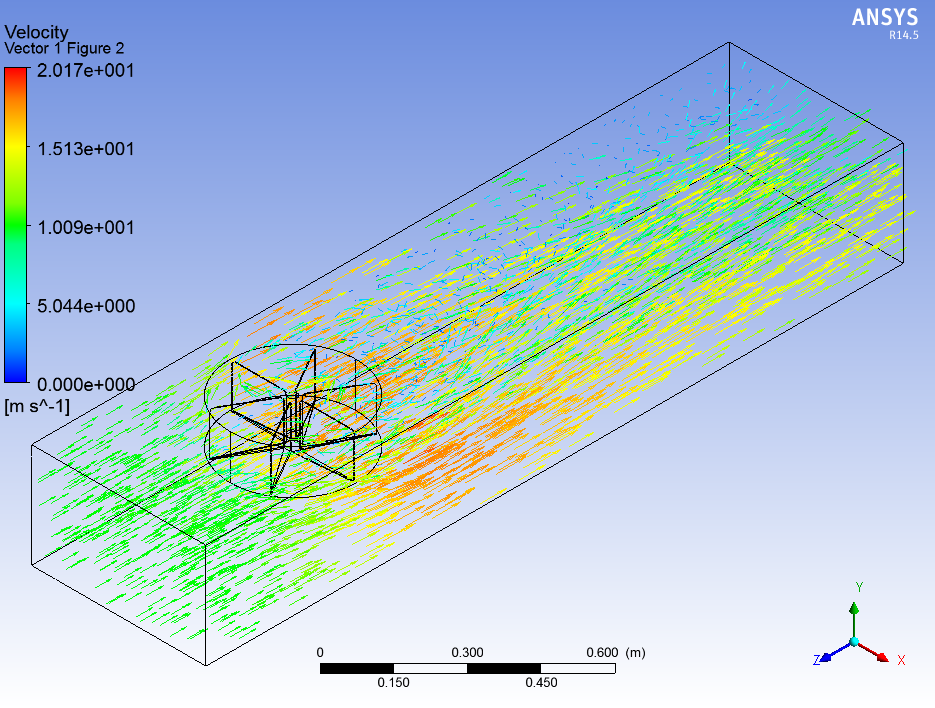 ANSYS
R14.5
Velocity
Vector 1 Figure 2
2.017e+001
1.513e+001
1.009e+001
5.044e+000
0.000e+000
[m s^-1]
0 0.300 0.600 (m)
0.150 0.450
Y
Z X